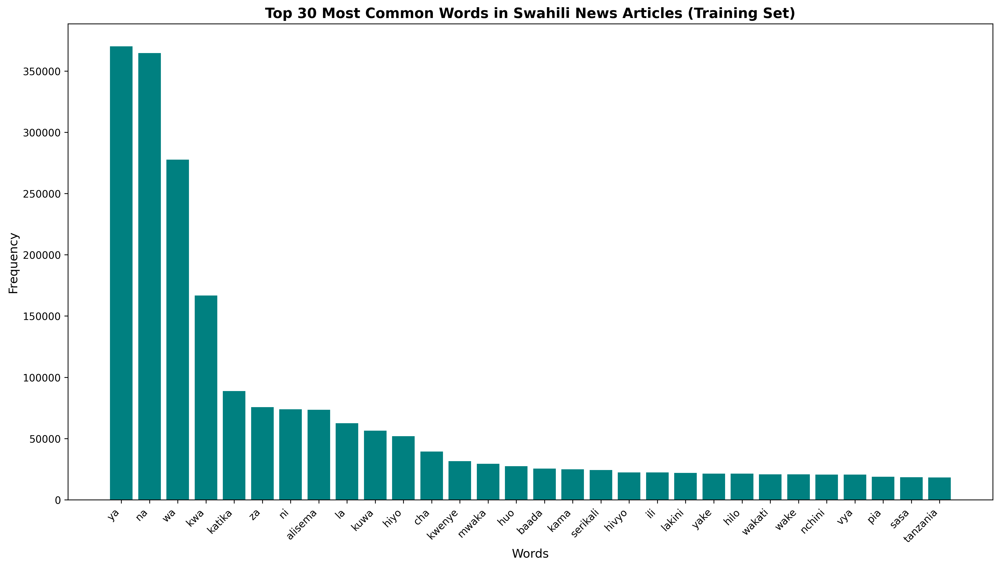 Top 30 Most Common Words in Swahili News Articles (Training Set)
Frequency
350000
300000
250000
200000
150000
100000
50000
0
ya
na
wa
kwa
katika
za
ni
alisema
la
kuwa
hiyo
cha
kwenye
mwaka
huo
baada
kama
serikali
hivyo
ili
lakini
yake
hilo
wakati
wake
nchini
vya
pia
sasa
tanzania
Words